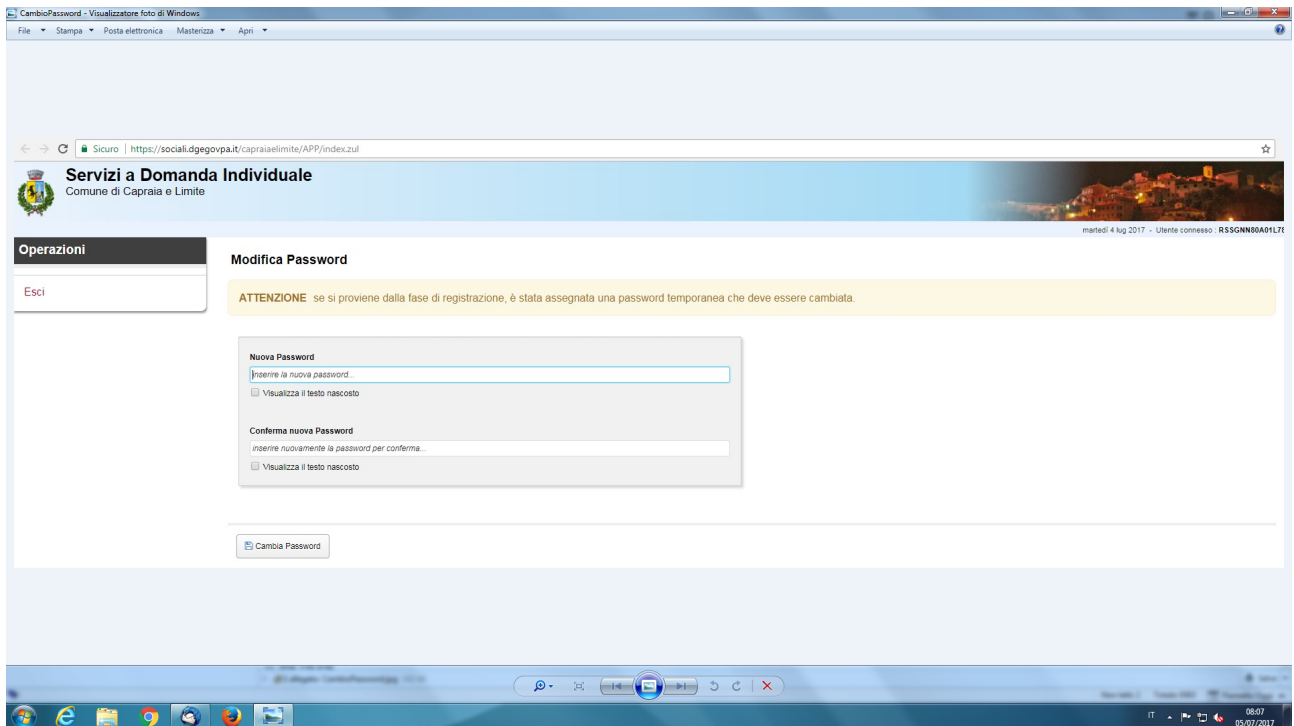 CambioPassword - Visualizzatore foto di Windows
File Stampa Posta elettronica Masterizza Apri
Sicuro | https://sociali.dgegovpa.it/capraiaelimite/APP/index.zul
Servizi a Domanda Individuale
Comune di Capraia e Limite
martedì 4 lug 2017 - Utente connesso : RSSGNN80A01L78
Operazioni
Esci
Modifica Password
ATTENZIONE se si proviene dalla fase di registrazione, è stata assegnata una password temporanea che deve essere cambiata.
Nuova Password
inserire la nuova password...
Visualizza il testo nascosto
Conferma nuova Password
inserire nuovamente la password per conferma...
Visualizza il testo nascosto
Cambia Password
IT
08:07
05/07/2017